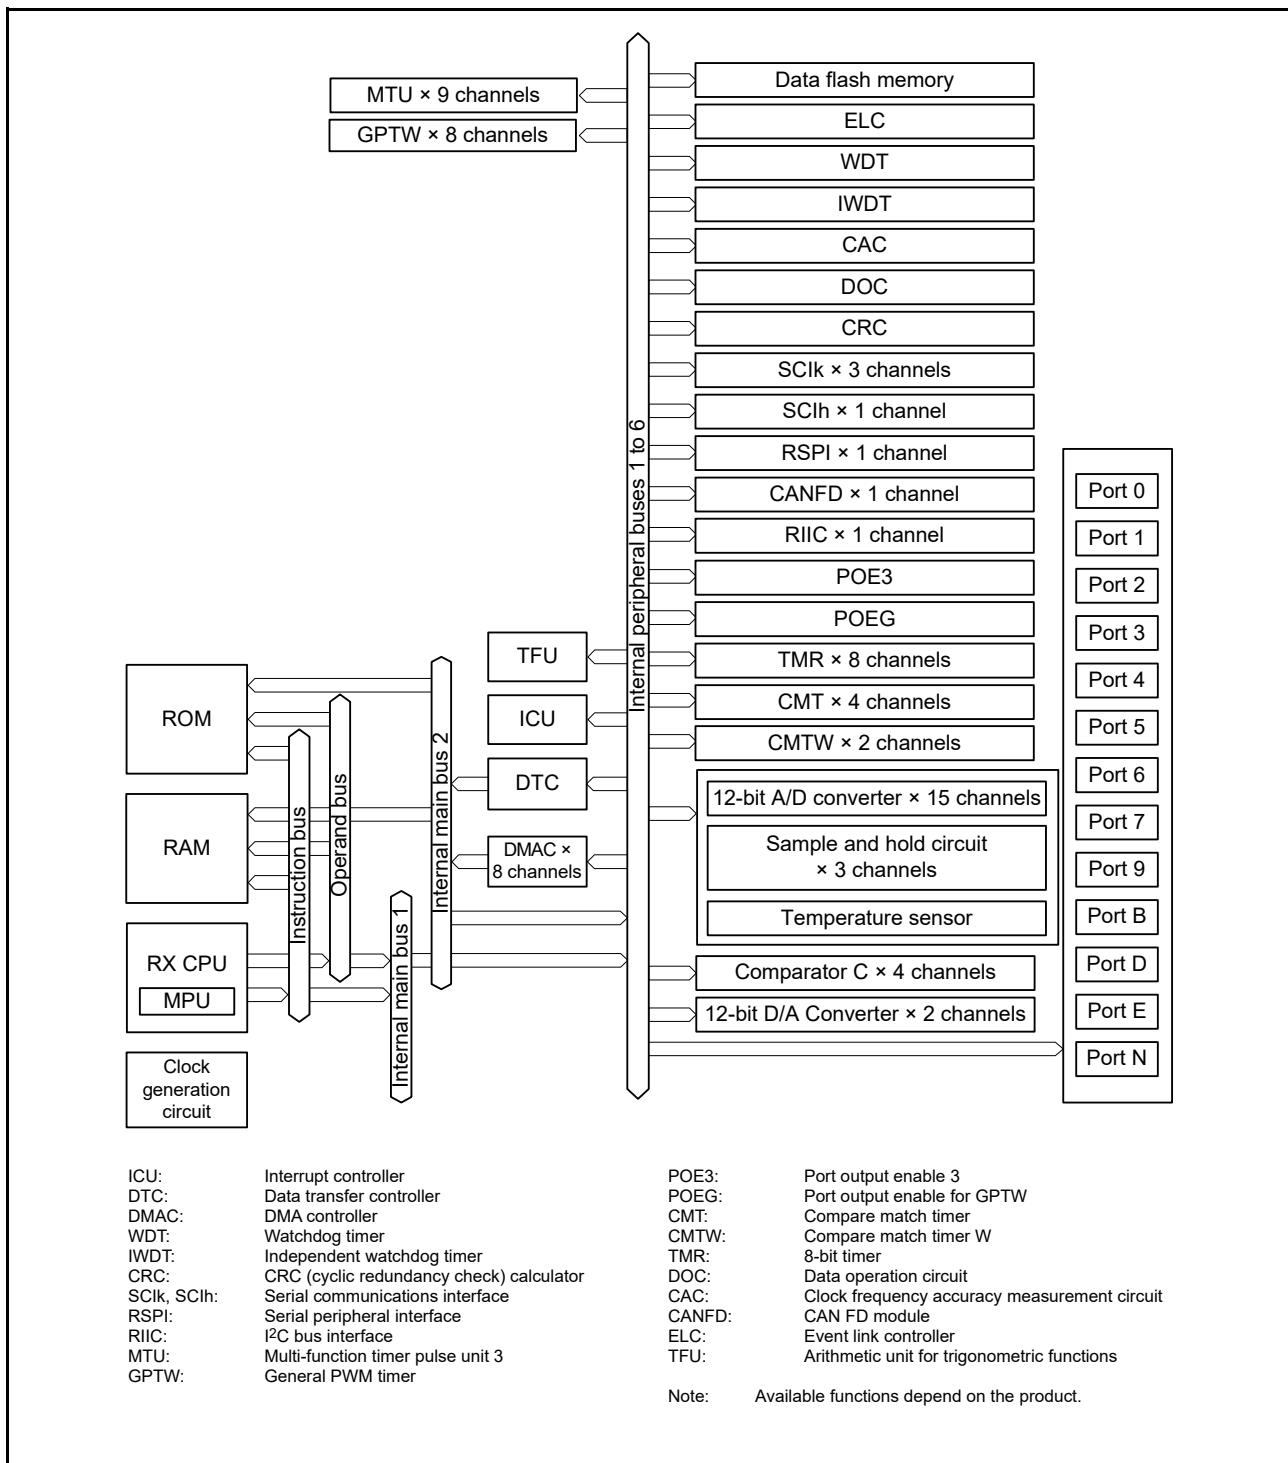 MTU × 9 channels
GPTW × 8 channels
Data flash memory
ELC
WDT
IWDT
CAC
DOC
CRC
SCIk × 3 channels
SCIh × 1 channel
RSPI × 1 channel
CANFD × 1 channel
RIIC × 1 channel
POE3
POEG
TMR × 8 channels
CMT × 4 channels
CMTW × 2 channels
12-bit A/D converter × 15 channels
Sample and hold circuit
× 3 channels
Temperature sensor
Comparator C × 4 channels
12-bit D/A Converter × 2 channels
Internal peripheral buses 1 to 6
Port 0
Port 1
Port 2
Port 3
Port 4
Port 5
Port 6
Port 7
Port 9
Port B
Port D
Port E
Port N
TFU
ICU
DTC
DMAC ×
8 channels
Internal main bus 2
Internal main bus 1
Operand bus
Instruction bus
ROM
RAM
RX CPU
MPU
Clock
generation
circuit
ICU: Interrupt controller
DTC: Data transfer controller
DMAC: DMA controller
WDT: Watchdog timer
IWDT: Independent watchdog timer
CRC: CRC (cyclic redundancy check) calculator
SCIk, SCIh: Serial communications interface
RSPI: Serial peripheral interface
RIIC: I2C bus interface
MTU: Multi-function timer pulse unit 3
GPTW: General PWM timer
POE3: Port output enable 3
POEG: Port output enable for GPTW
CMT: Compare match timer
CMTW: Compare match timer W
TMR: 8-bit timer
DOC: Data operation circuit
CAC: Clock frequency accuracy measurement circuit
CANFD: CAN FD module
ELC: Event link controller
TFU: Arithmetic unit for trigonometric functions
Note: Available functions depend on the product.